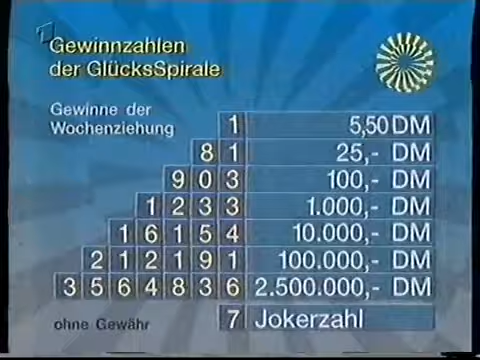 Gewinnzahlen
der GlücksSpirale
Gewinne der
Wochenziehung
1 5,50 DM
8 1 25,- DM
9 0 3 100,- DM
1 2 3 3 1.000,- DM
1 6 1 5 4 10.000,- DM
2 1 2 1 9 1 100.000,- DM
3 5 6 4 8 3 6 2.500.000,- DM
ohne Gewähr 7 Jokerzahl